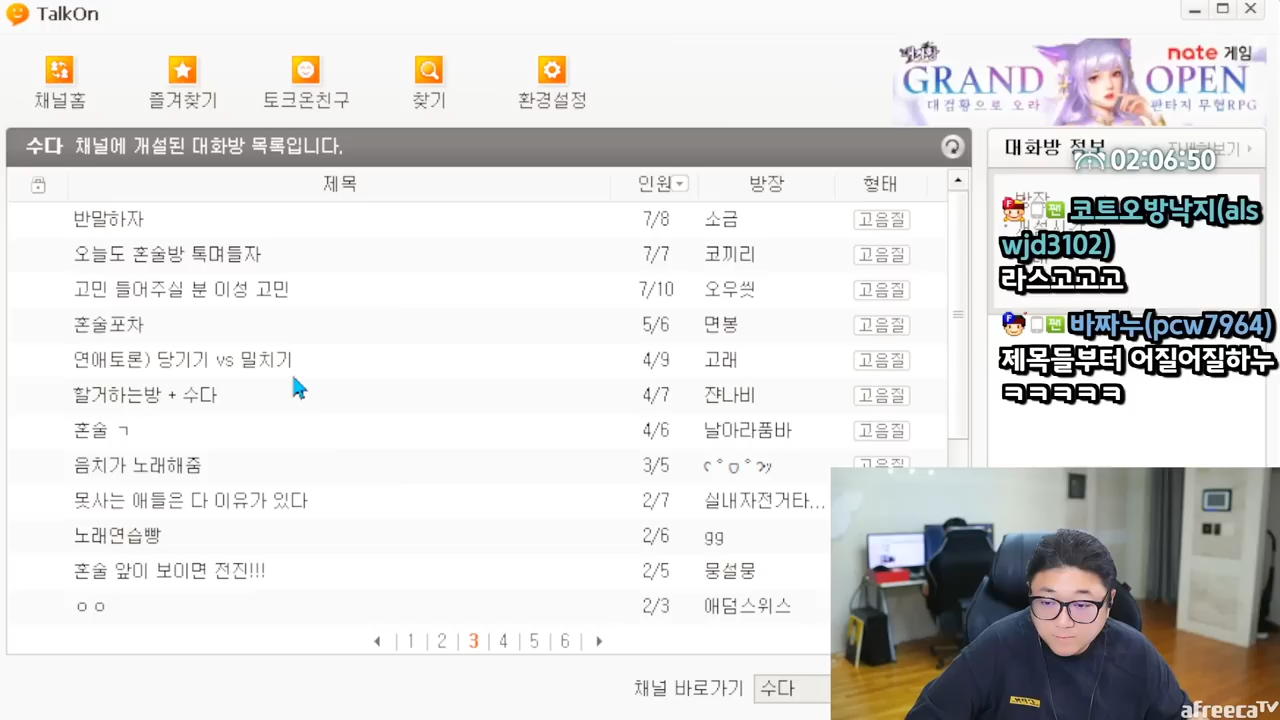 TalkOn
채널홈
즐겨찾기
토크온친구
찾기
환경설정
nate 게임
GRAND OPEN
대검황으로 오라
판타지 무협RPG
수다 채널에 개설된 대화방 목록입니다.
제목 인원 방장 형태
반말하자 7/8 소금 고음질
오늘도 혼술방 톡며들자 7/7 코끼리 고음질
고민 들어주실 분 이성 고민 7/10 오우씻 고음질
혼술포차 5/6 면봉 고음질
연애토론) 당기기 vs 밀치기 4/9 고래 고음질
할거하는방 + 수다 4/7 쟌나비 고음질
혼술 ㄱ 4/6 날아라품바 고음질
음치가 노래해줌 3/5 고음질
못사는 애들은 다 이유가 있다 2/7 실내자전거타...
노래연습빵 2/6 gg
혼술 앞이 보이면 전진!!! 2/5 뭉설뭉
ㅇㅇ 2/3 애덤스위스
1 | 2 | 3 | 4 | 5 | 6
채널 바로가기 수다
대화방 정보
02:06:50
방장
팬 코트오방낙지(als
wjd3102)
라스고고고
팬 바짜누(pcw7964)
제목들부터 어질어질하누
ㅋㅋㅋㅋㅋ
afreecaTV